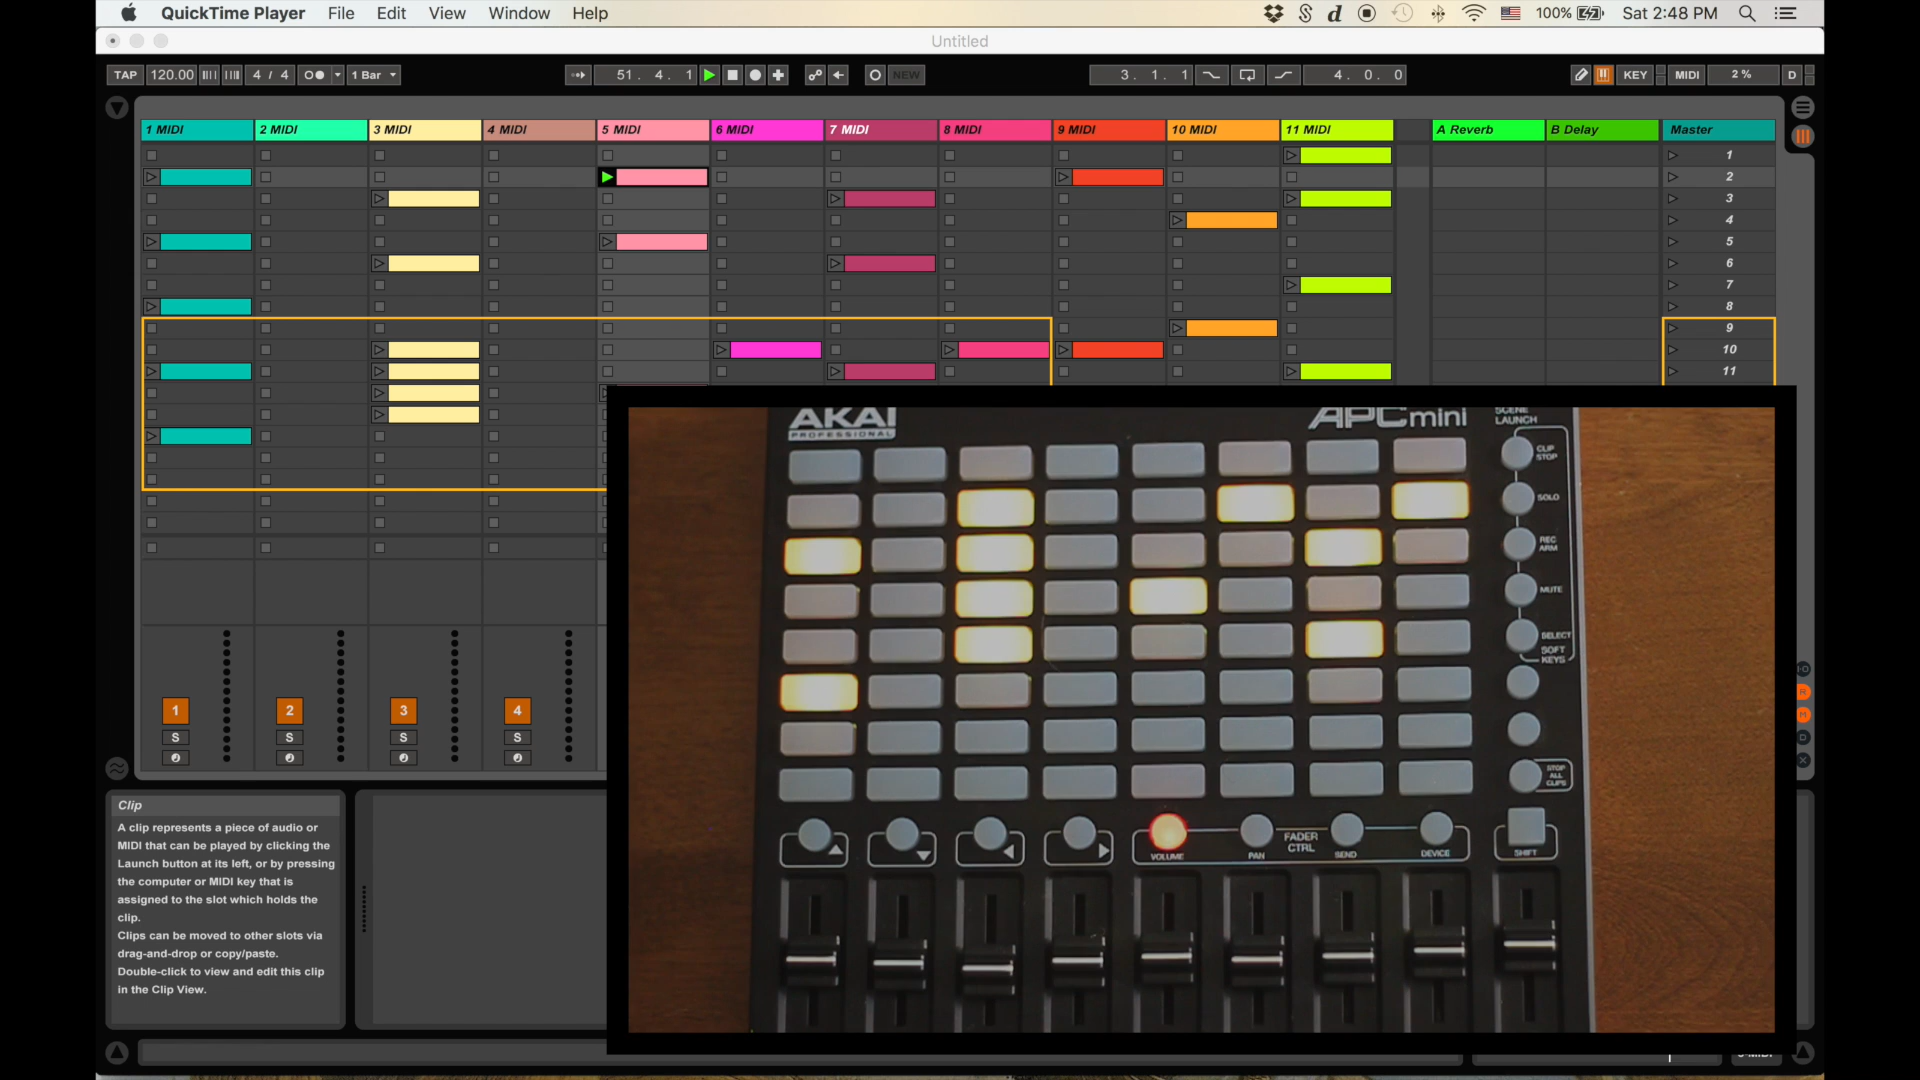 QuickTime Player File Edit View Window Help 100% Sat 2:48 PM
Untitled
TAP 120.00 4 / 4 1 Bar 51. 4. 1 NEW 3. 1. 1 4. 0. 0 KEY MIDI 2 % D
1 MIDI 2 MIDI 3 MIDI 4 MIDI 5 MIDI 6 MIDI 7 MIDI 8 MIDI 9 MIDI 10 MIDI 11 MIDI A Reverb B Delay Master
1
2
3
4
5
6
7
8
9
10
11
AKAI
PROFESSIONAL
APC mini
SCENE
LAUNCH
CLIP
STOP
SOLO
REC
ARM
MUTE
SELECT
SOFT
KEYS
STOP
ALL
CLIPS
1 2 3 4
S S S S
VOLUME PAN FADER
CTRL SEND DEVICE SHIFT
Clip
A clip represents a piece of audio or
MIDI that can be played by clicking the
Launch button at its left, or by pressing
the computer or MIDI key that is
assigned to the slot which holds the
clip.
Clips can be moved to other slots via
drag-and-drop or copy/paste.
Double-click to view and edit this clip
in the Clip View.